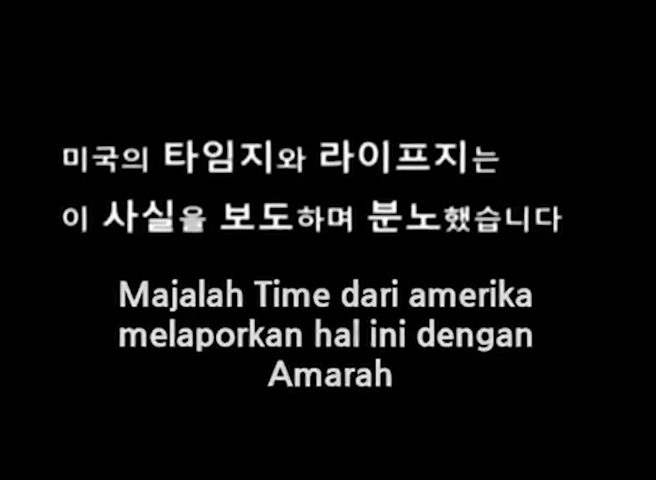 미국의 타임지와 라이프지는
이 사실을 보도하며 분노했습니다
Majalah Time dari amerika
melaporkan hal ini dengan
Amarah